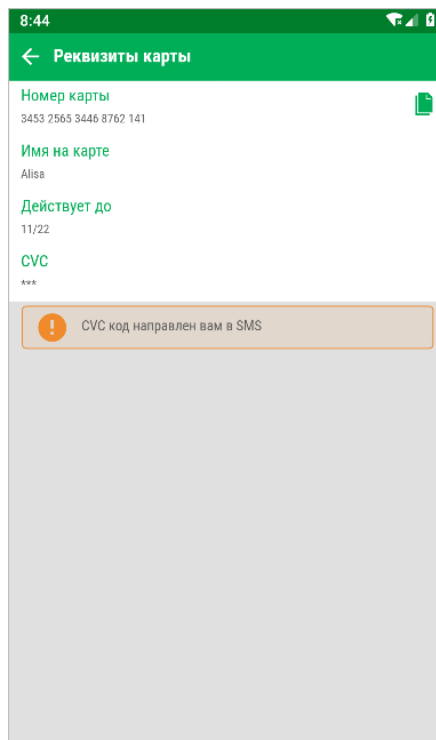 8:44
Реквизиты карты
Номер карты
3453 2565 3446 8762 141
Имя на карте
Alisa
Действует до
11/22
CVC
***
CVC код направлен вам в SMS